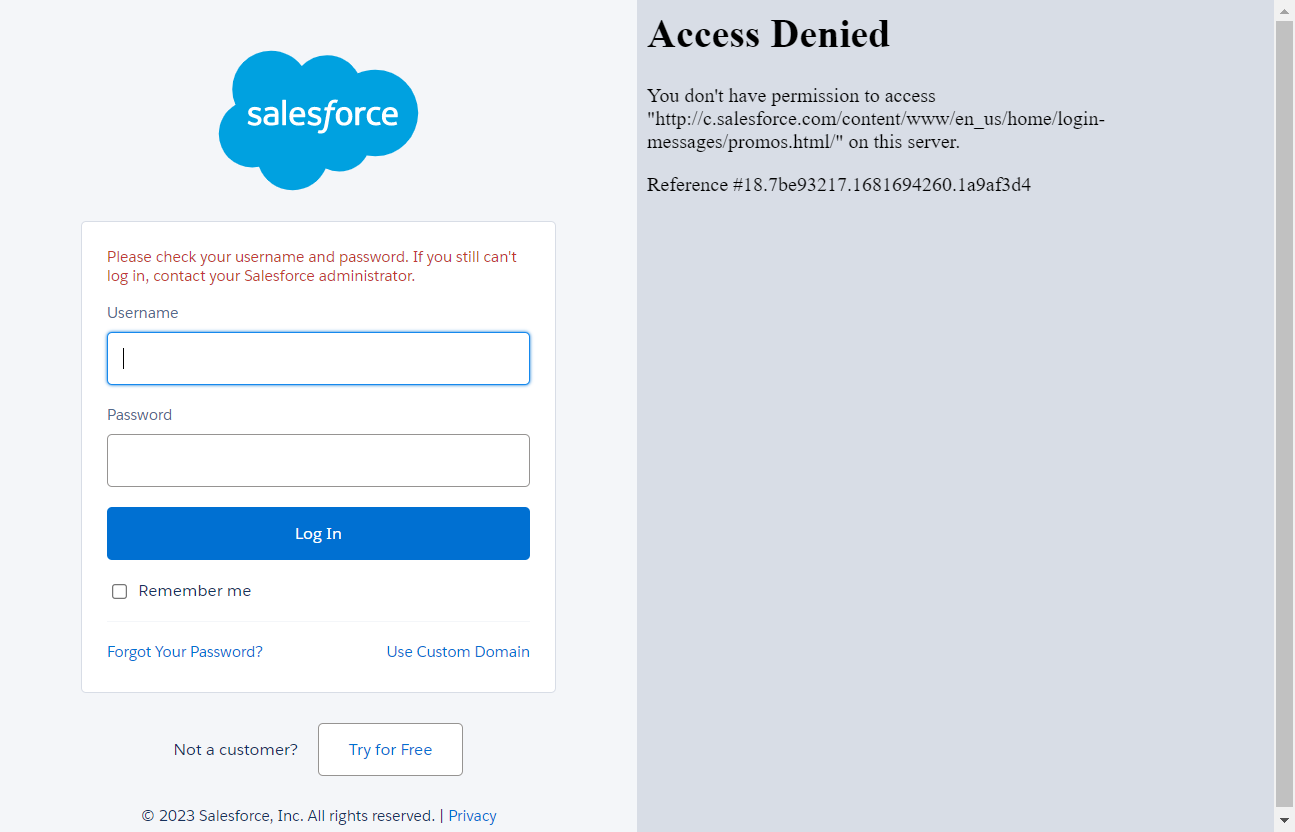 salesforce
Please check your username and password. If you still can't
log in, contact your Salesforce administrator.
Username
Password
Log In
Remember me
Forgot Your Password?
Use Custom Domain
Not a customer?
Try for Free
© 2023 Salesforce, Inc. All rights reserved. | Privacy
Access Denied
You don't have permission to access
"http://c.salesforce.com/content/www/en_us/home/login-
messages/promos.html/" on this server.
Reference #18.7be93217.1681694260.1a9af3d4